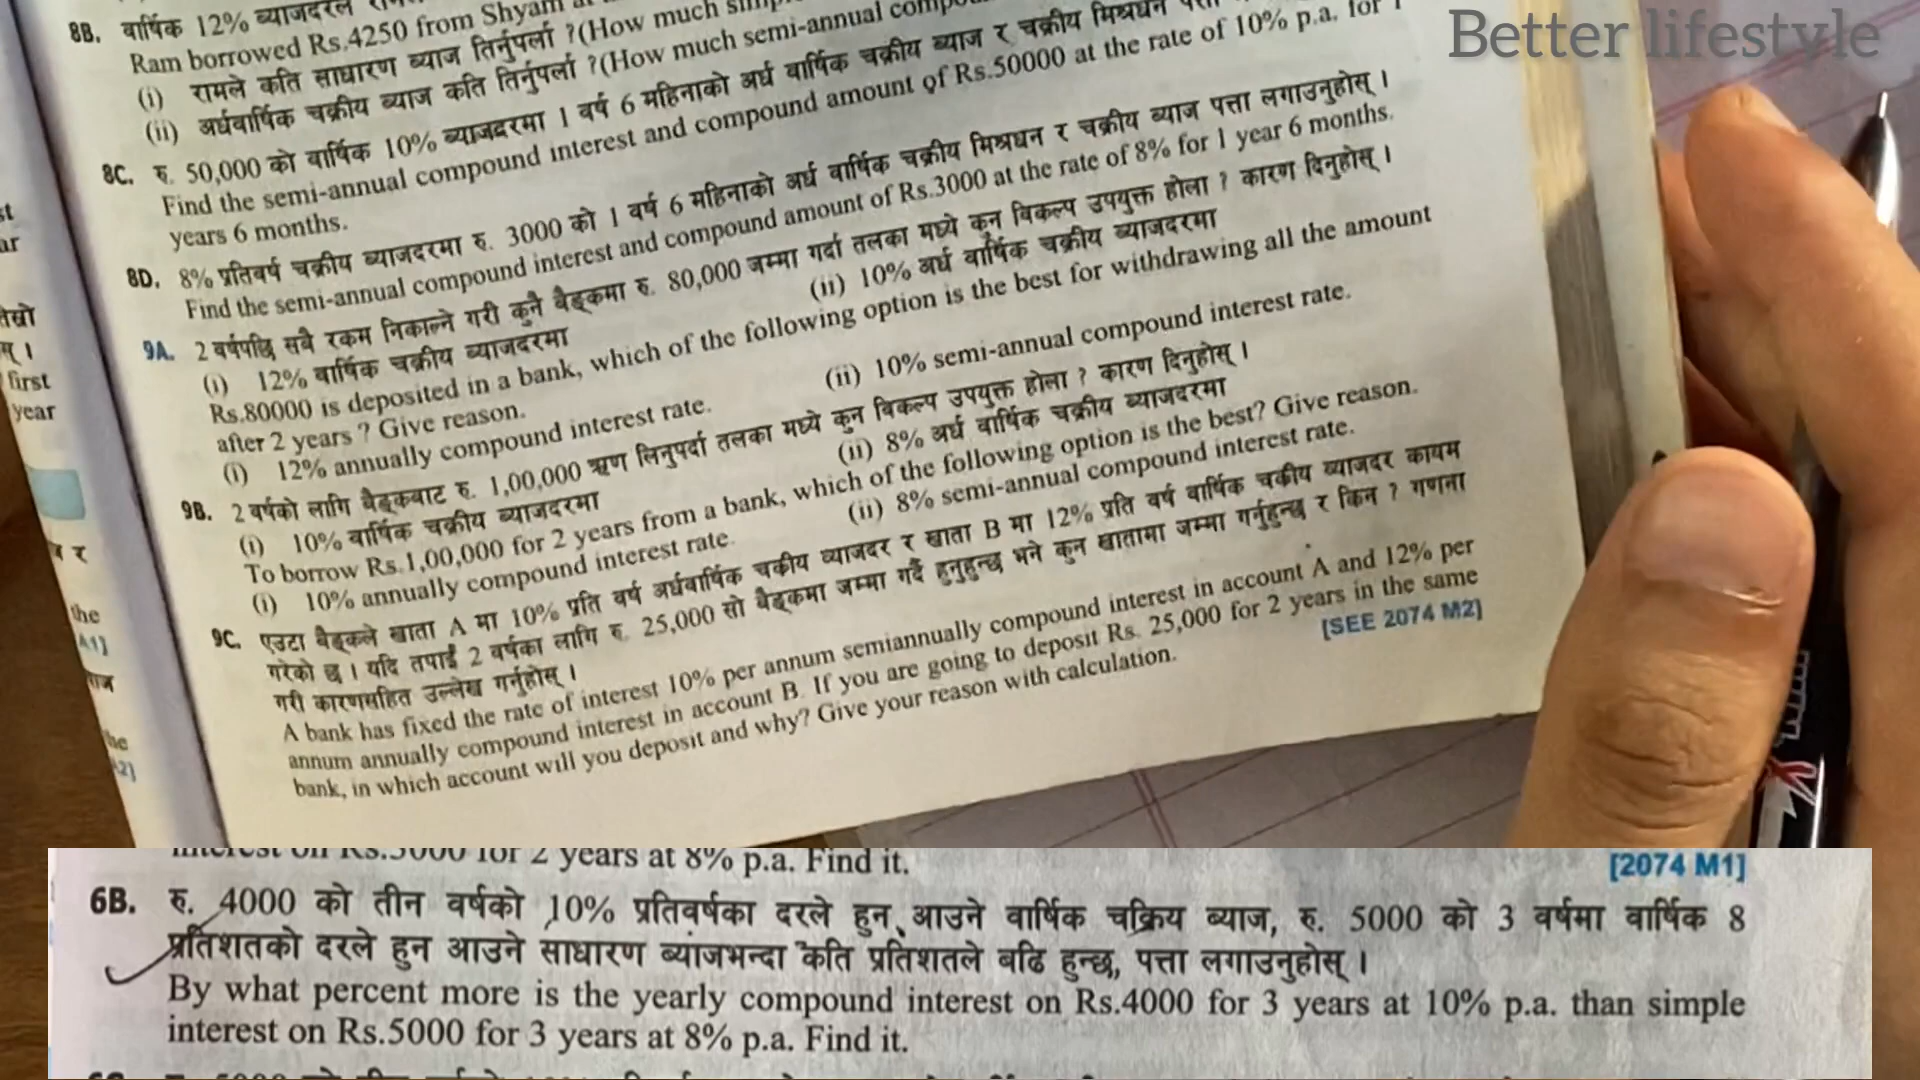 Better lifestyle
8B. वार्षिक 12% ब्याजदरले
Ram borrowed Rs.4250 from Shyam
(i) रामले कति साधारण ब्याज तिर्नुपर्ला ?(How much
(ii) अर्धवार्षिक चक्रीय ब्याज कति तिर्नुपर्ला ?(How much semi-annual
8C. रु. 50,000 को वार्षिक 10% ब्याजदरमा 1 वर्ष 6 महिनाको अर्ध वार्षिक चक्रीय ब्याज र चक्रीय मिश्रधन
Find the semi-annual compound interest and compound amount of Rs.50000 at the rate of 10% p.a. for 1
years 6 months.
8D. 8% प्रतिवर्ष चक्रीय ब्याजदरमा रु. 3000 को 1 वर्ष 6 महिनाको अर्ध वार्षिक चक्रीय मिश्रधन र चक्रीय ब्याज पत्ता लगाउनुहोस् ।
Find the semi-annual compound interest and compound amount of Rs.3000 at the rate of 8% for 1 year 6 months.
9A. 2 वर्षपछि सबै रकम निकाल्ने गरी कुनै बैङ्कमा रु. 80,000 जम्मा गर्दा तलका मध्ये कुन विकल्प उपयुक्त होला ? कारण दिनुहोस् ।
(i) 12% वार्षिक चक्रीय ब्याजदरमा (ii) 10% अर्ध वार्षिक चक्रीय ब्याजदरमा
Rs.80000 is deposited in a bank, which of the following option is the best for withdrawing all the amount
after 2 years ? Give reason.
(i) 12% annually compound interest rate. (ii) 10% semi-annual compound interest rate.
9B. 2 वर्षको लागि बैङ्कबाट रु. 1,00,000 ऋण लिनुपर्दा तलका मध्ये कुन विकल्प उपयुक्त होला ? कारण दिनुहोस् ।
(i) 10% वार्षिक चक्रीय ब्याजदरमा (ii) 8% अर्ध वार्षिक चक्रीय ब्याजदरमा
To borrow Rs.1,00,000 for 2 years from a bank, which of the following option is the best? Give reason.
(i) 10% annually compound interest rate. (ii) 8% semi-annual compound interest rate.
9C. एउटा बैङ्कले खाता A मा 10% प्रति वर्ष अर्धवार्षिक चकीय ब्याजदर र खाता B मा 12% प्रति वर्ष वार्षिक चकीय ब्याजदर कायम
गरेको छ । यदि तपाईं 2 वर्षका लागि रु. 25,000 सो बैङ्कमा जम्मा गर्दै हुनुहुन्छ भने कुन खातामा जम्मा गर्नुहुन्छ र किन ? गणना
गरी कारणसहित उल्लेख गर्नुहोस् ।
A bank has fixed the rate of interest 10% per annum semiannually compound interest in account A and 12% per
annum annually compound interest in account B. If you are going to deposit Rs. 25,000 for 2 years in the same
bank, in which account will you deposit and why? Give your reason with calculation. [SEE 2074 M2]
first
year
the
interest on Rs.5000 for 2 years at 8% p.a. Find it. [2074 M1]
6B. रु. 4000 को तीन वर्षको 10% प्रतिवर्षका दरले हुन आउने वार्षिक चक्रिय ब्याज, रु. 5000 को 3 वर्षमा वार्षिक 8
प्रतिशतको दरले हुन आउने साधारण ब्याजभन्दा कति प्रतिशतले बढि हुन्छ, पत्ता लगाउनुहोस् ।
By what percent more is the yearly compound interest on Rs.4000 for 3 years at 10% p.a. than simple
interest on Rs.5000 for 3 years at 8% p.a. Find it.